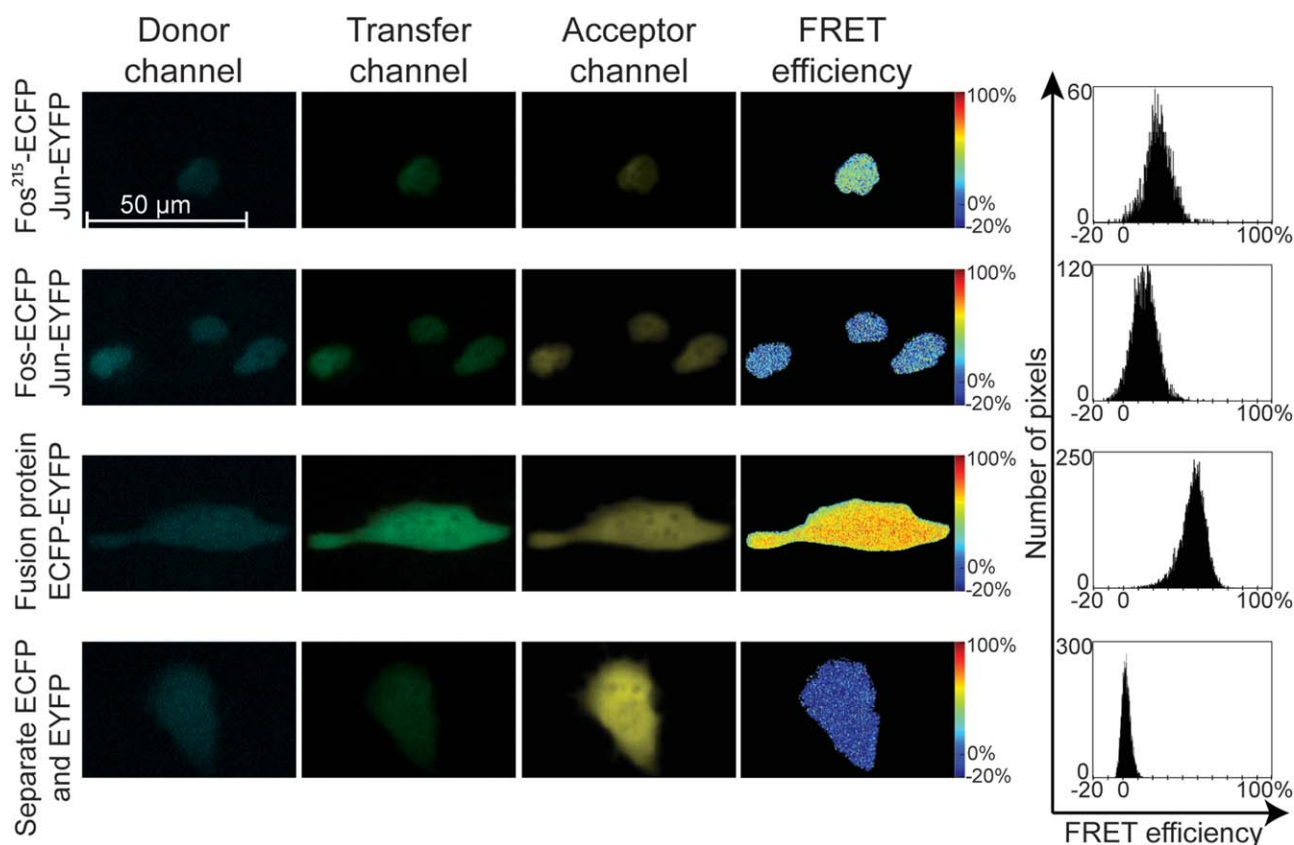 Donor channel
Transfer channel
Acceptor channel
FRET efficiency
Fos²¹⁵-ECFP
Jun-EYFP
50 µm
100%
0%
-20%
60
0
-20 0 100%
Fos-ECFP
Jun-EYFP
100%
0%
-20%
120
0
-20 0 100%
Fusion protein
ECFP-EYFP
100%
0%
-20%
250
0
-20 0 100%
Separate ECFP
and EYFP
100%
0%
-20%
300
0
-20 0 100%
Number of pixels
FRET efficiency